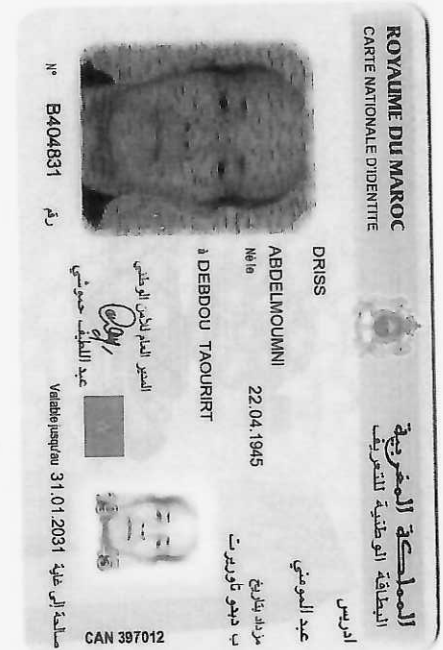 ROYAUME DU MAROC
CARTE NATIONALE D'IDENTITE
المملكة المغربية
البطاقة الوطنية للتعريف
DRISS
ادريس
ABDELMOUMNI
عبد المومني
Né le 22.04.1945 مزداد بتاريخ
à DEBDOU TAOURIRT
ب دبدو تاوريرت
المدير العام للأمن الوطني
عبد اللطيف حموشي
N° B404831 رقم
Valable jusqu'au 31.01.2031 صالحة إلى غاية
CAN 397012